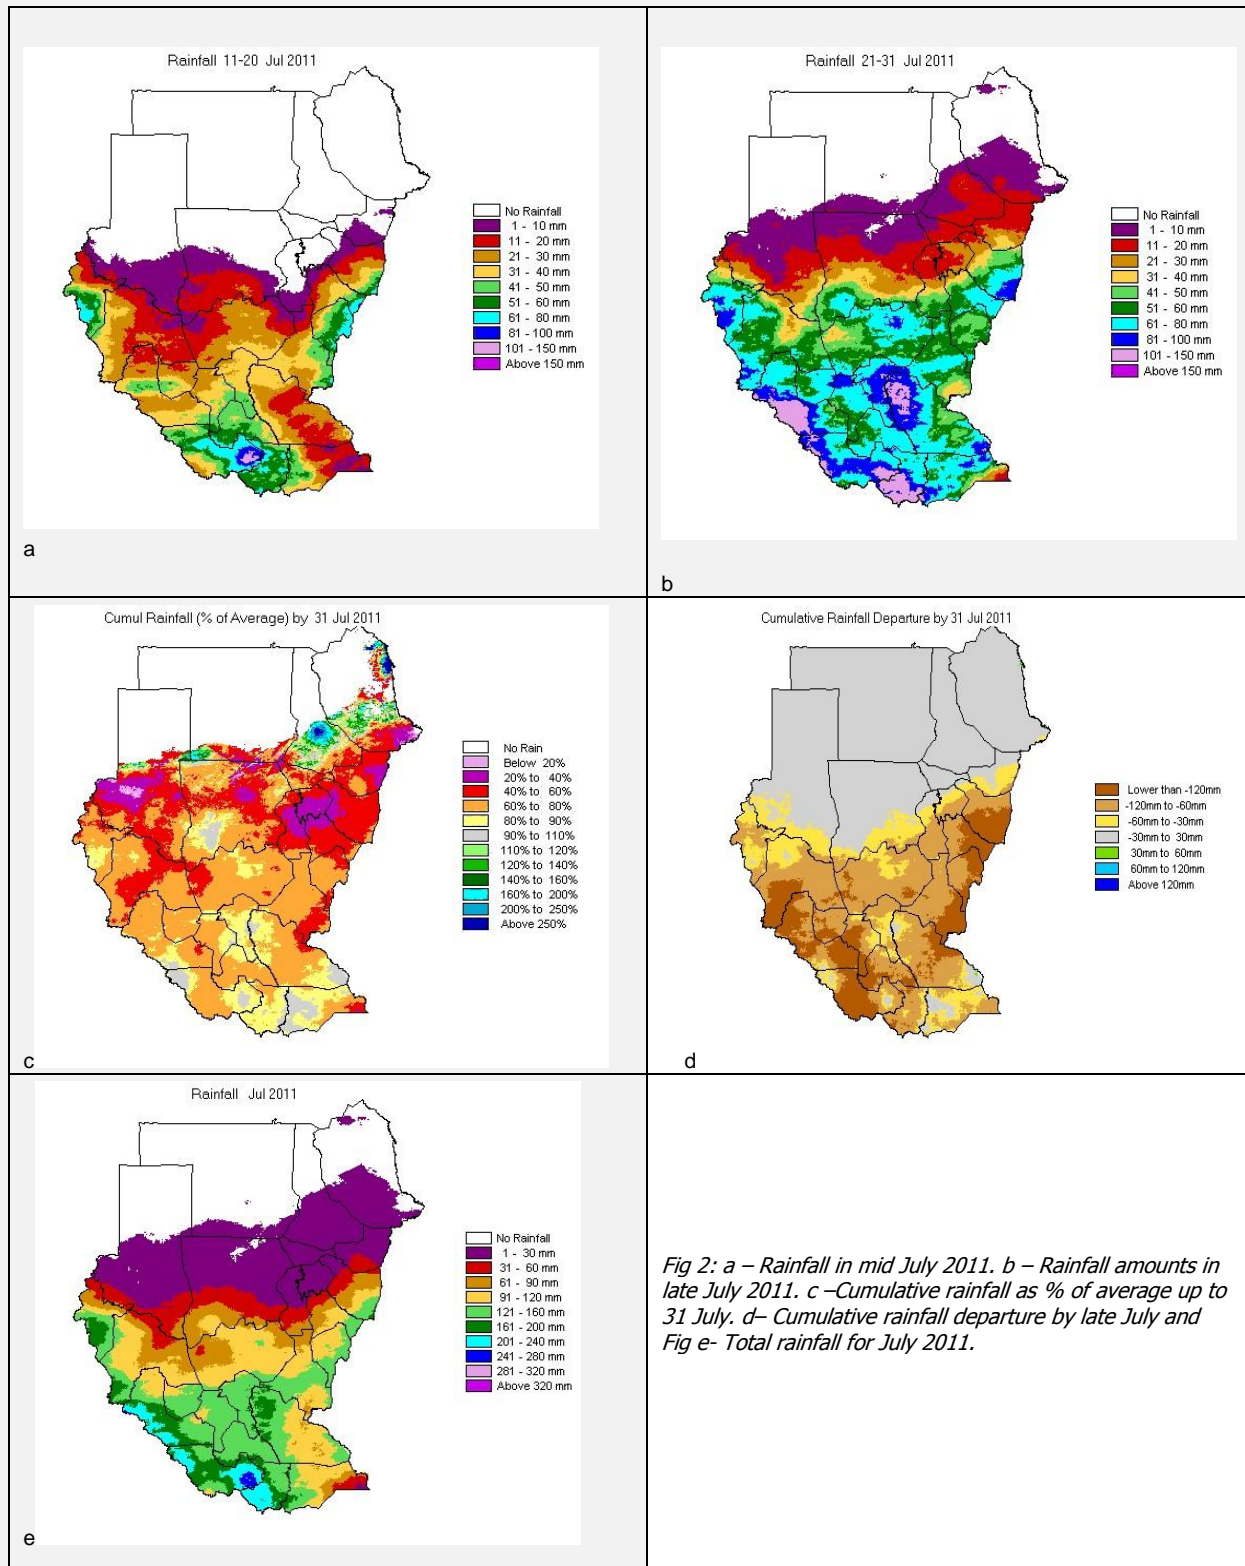 Rainfall 11-20 Jul 2011
No Rainfall
1 - 10 mm
11 - 20 mm
21 - 30 mm
31 - 40 mm
41 - 50 mm
51 - 60 mm
61 - 80 mm
81 - 100 mm
101 - 150 mm
Above 150 mm
a
Rainfall 21-31 Jul 2011
No Rainfall
1 - 10 mm
11 - 20 mm
21 - 30 mm
31 - 40 mm
41 - 50 mm
51 - 60 mm
61 - 80 mm
81 - 100 mm
101 - 150 mm
Above 150 mm
b
Cumul Rainfall (% of Average) by 31 Jul 2011
No Rain
Below 20%
20% to 40%
40% to 60%
60% to 80%
80% to 90%
90% to 110%
110% to 120%
120% to 140%
140% to 160%
160% to 200%
200% to 250%
Above 250%
c
Cumulative Rainfall Departure by 31 Jul 2011
Lower than -120mm
-120mm to -60mm
-60mm to -30mm
-30mm to 30mm
30mm to 60mm
60mm to 120mm
Above 120mm
d
Rainfall Jul 2011
No Rainfall
1 - 30 mm
31 - 60 mm
61 - 90 mm
91 - 120 mm
121 - 160 mm
161 - 200 mm
201 - 240 mm
241 - 280 mm
281 - 320 mm
Above 320 mm
e
Fig 2: a – Rainfall in mid July 2011. b – Rainfall amounts in
late July 2011. c –Cumulative rainfall as % of average up to
31 July. d– Cumulative rainfall departure by late July and
Fig e- Total rainfall for July 2011.